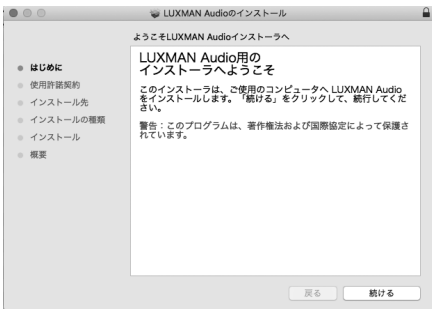 LUXMAN Audioのインストール
ようこそLUXMAN Audioインストーラへ
はじめに
使用許諾契約
インストール先
インストールの種類
インストール
概要
LUXMAN Audio用の
インストーラへようこそ
このインストーラは、ご使用のコンピュータへ LUXMAN Audio
をインストールします。「続ける」をクリックして、続行してくだ
さい。
警告：このプログラムは、著作権法および国際協定によって保護さ
れています。
戻る
続ける